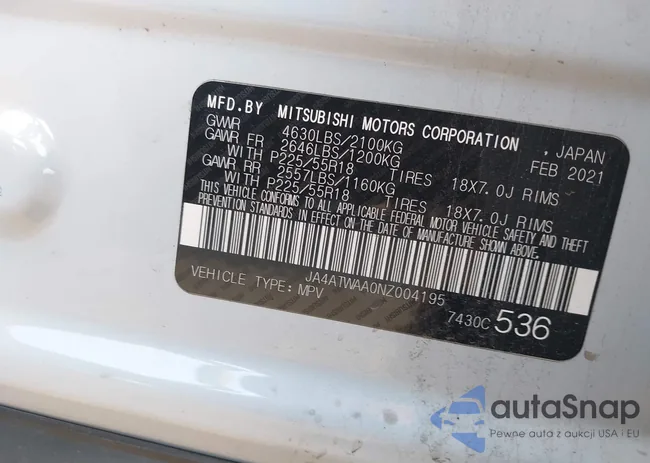 MFD.BY MITSUBISHI MOTORS CORPORATION , JAPAN
GVWR 4630LBS/2100KG FEB 2021
GAWR FR 2646LBS/1200KG
WITH P225/55R18 TIRES 18X7.0J RIMS
GAWR RR 2557LBS/1160KG
WITH P225/55R18 TIRES 18X7.0J RIMS
THIS VEHICLE CONFORMS TO ALL APPLICABLE FEDERAL MOTOR VEHICLE SAFETY AND THEFT
PREVENTION STANDARDS IN EFFECT ON THE DATE OF MANUFACTURE SHOWN ABOVE.
JA4ATWAA0NZ004195
VEHICLE TYPE: MPV 7430C 536
autaSnap
Pewne auta z aukcji USA i EU